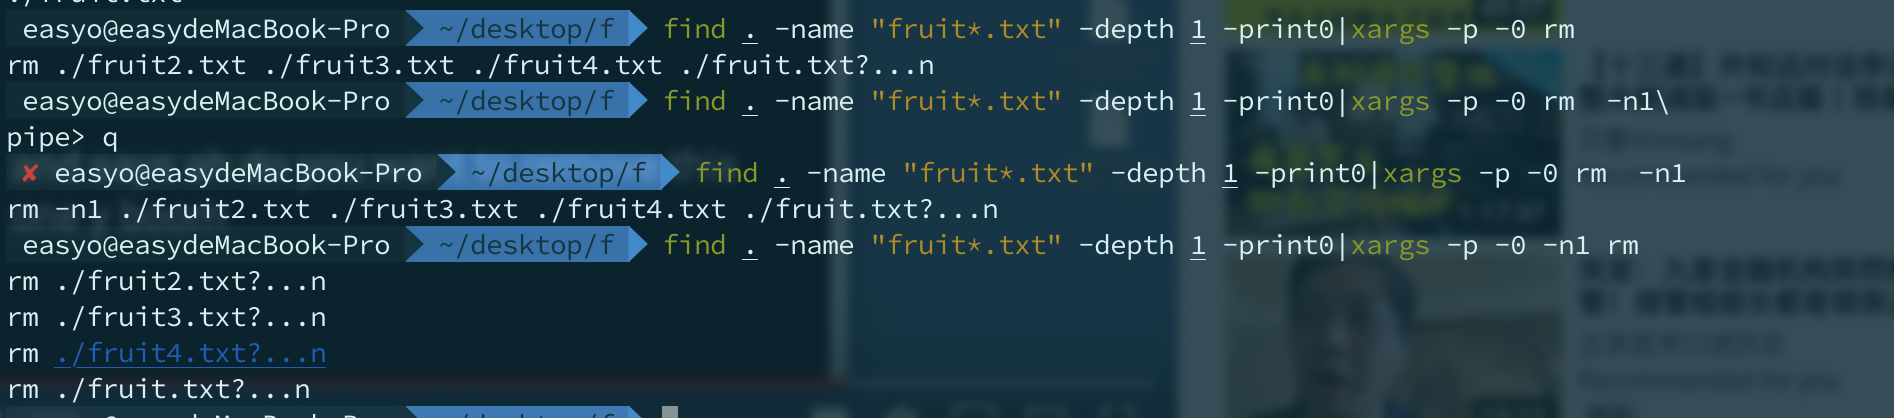 easyo@easydeMacBook-Pro ~/desktop/f find . -name "fruit*.txt" -depth 1 -print0|xargs -p -0 rm
rm ./fruit2.txt ./fruit3.txt ./fruit4.txt ./fruit.txt?...n
easyo@easydeMacBook-Pro ~/desktop/f find . -name "fruit*.txt" -depth 1 -print0|xargs -p -0 rm  -n1\
pipe> q
✘ easyo@easydeMacBook-Pro ~/desktop/f find . -name "fruit*.txt" -depth 1 -print0|xargs -p -0 rm  -n1
rm -n1 ./fruit2.txt ./fruit3.txt ./fruit4.txt ./fruit.txt?...n
easyo@easydeMacBook-Pro ~/desktop/f find . -name "fruit*.txt" -depth 1 -print0|xargs -p -0 -n1 rm
rm ./fruit2.txt?...n
rm ./fruit3.txt?...n
rm ./fruit4.txt?...n
rm ./fruit.txt?...n